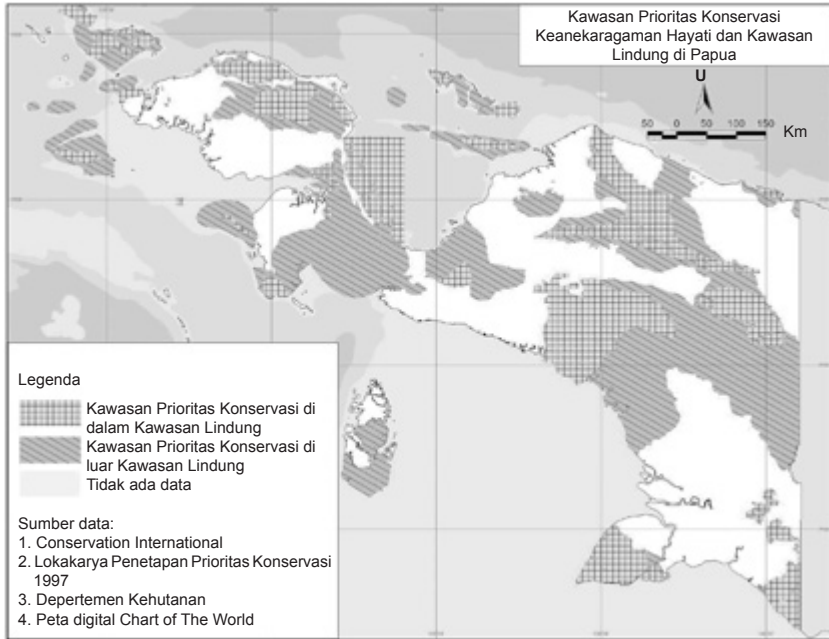 Kawasan Prioritas Konservasi
Keanekaragaman Hayati dan Kawasan
Lindung di Papua
U
50 0 50 100 150
Km
Legenda
Kawasan Prioritas Konservasi di
dalam Kawasan Lindung
Kawasan Prioritas Konservasi di
luar Kawasan Lindung
Tidak ada data
Sumber data:
1. Conservation International
2. Lokakarya Penetapan Prioritas Konservasi
1997
3. Depertemen Kehutanan
4. Peta digital Chart of The World